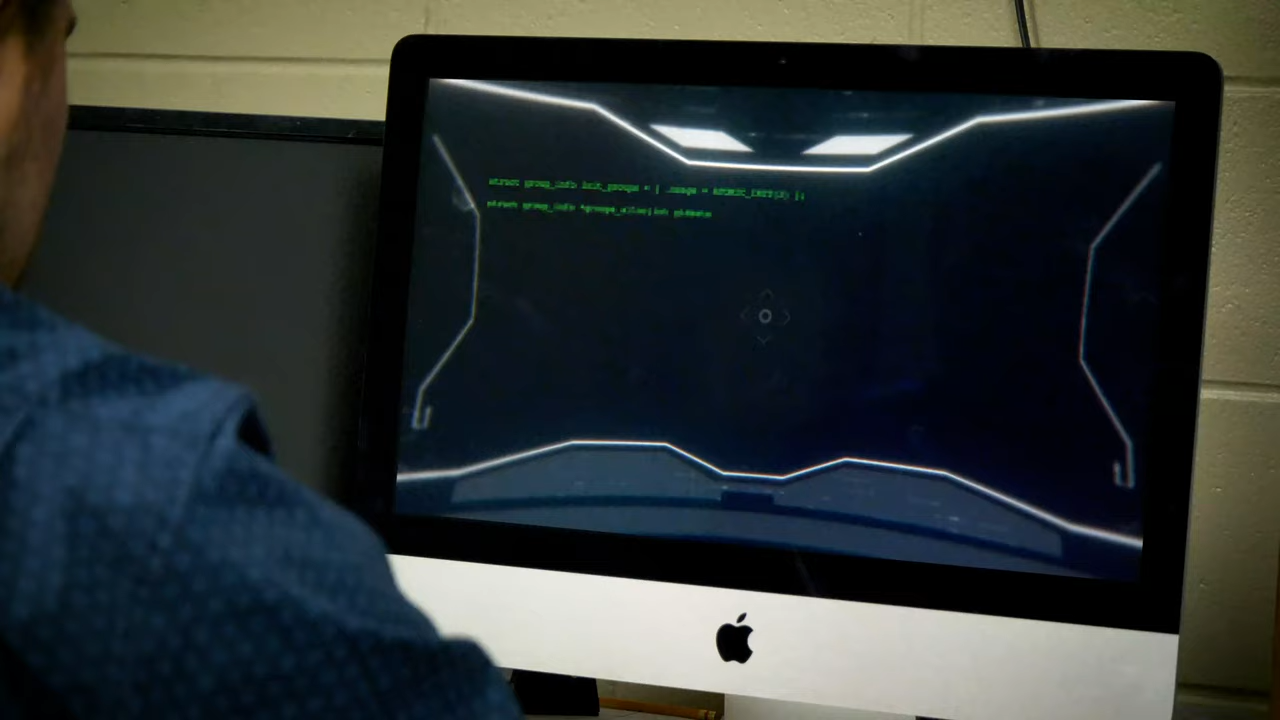 struct group_info init_groups = { .usage = ATOMIC_INIT(2) };
struct group_info *groups_alloc(int gidsetsize